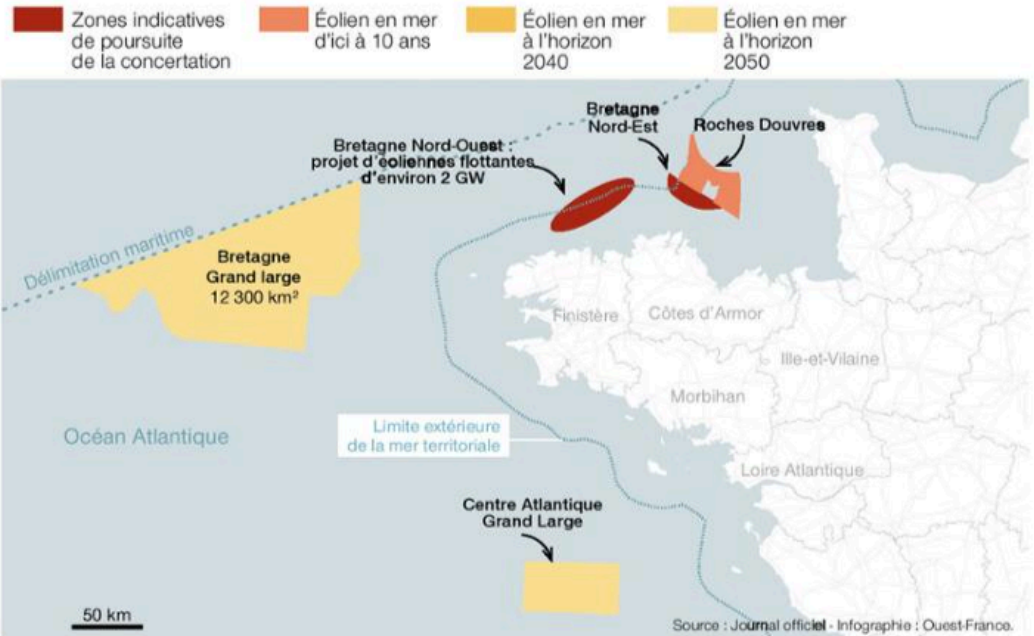 Zones indicatives
de poursuite
de la concertation
Éolien en mer
d'ici à 10 ans
Éolien en mer
à l'horizon
2040
Éolien en mer
à l'horizon
2050
Bretagne
Nord-Est
Roches Douvres
Bretagne Nord-Ouest :
projet d'éoliennes flottantes
d'environ 2 GW
Délimitation maritime
Bretagne
Grand large
12 300 km²
Finistère
Côtes d'Armor
Ille-et-Vilaine
Morbihan
Océan Atlantique
Limite extérieure
de la mer territoriale
Loire Atlantique
Centre Atlantique
Grand Large
50 km
Source : Journal officiel - Infographie : Ouest-France.